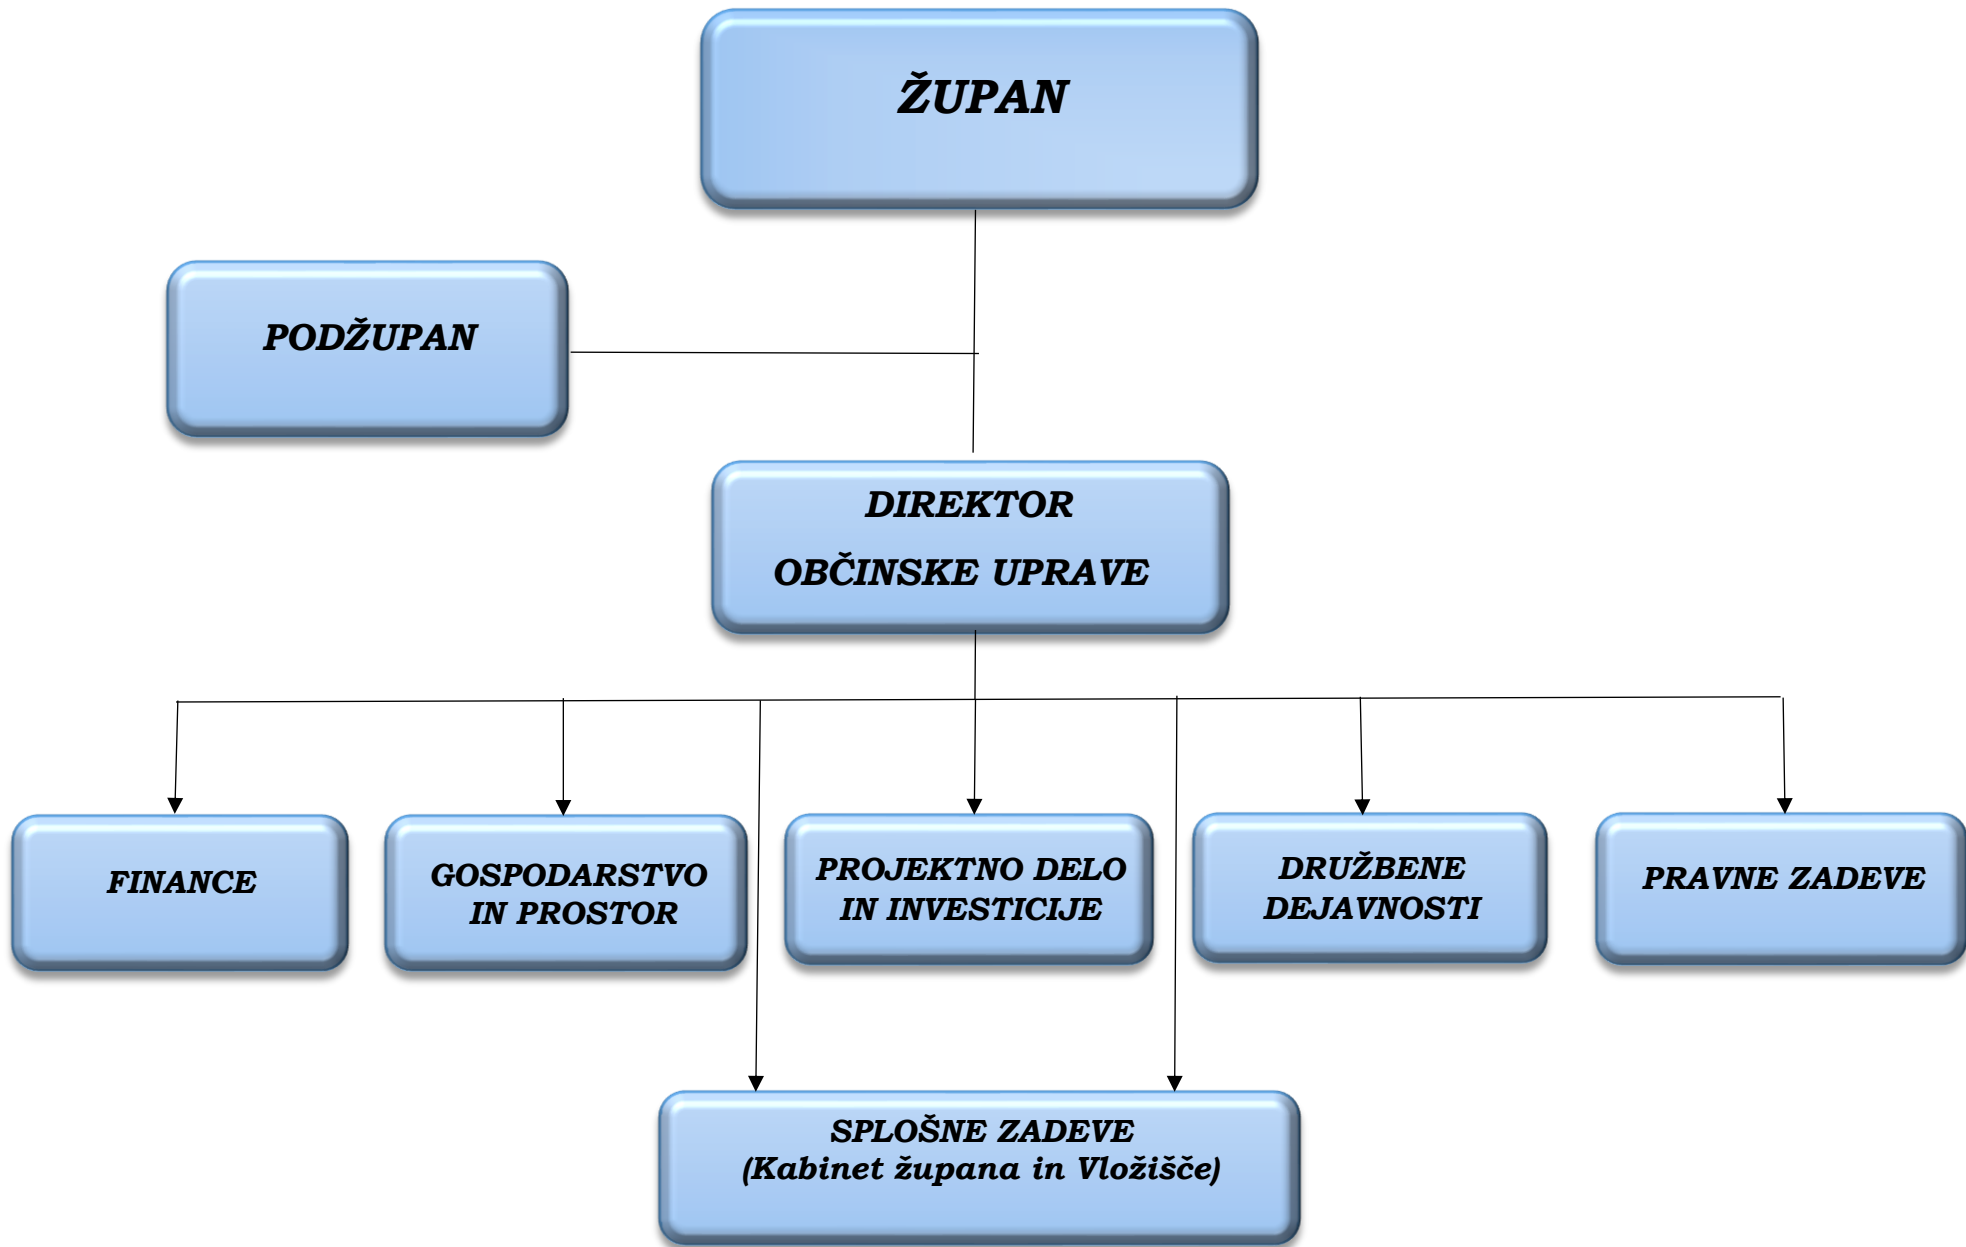 ŽUPAN
PODŽUPAN
DIREKTOR
OBČINSKE UPRAVE
FINANCE
GOSPODARSTVO
IN PROSTOR
PROJEKTNO DELO
IN INVESTICIJE
DRUŽBENE
DEJAVNOSTI
PRAVNE ZADEVE
SPLOŠNE ZADEVE
(Kabinet župana in Vložišče)